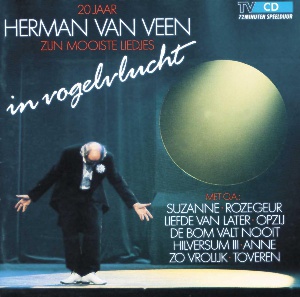 20 JAAR
HERMAN VAN VEEN
ZIJN MOOISTE LIEDJES
in vogelvlucht
TV CD
72 MINUTEN SPEELDUUR
MET O.A.:
SUZANNE · ROZEGEUR
LIEFDE VAN LATER · OPZIJ
DE BOM VALT NOOIT
HILVERSUM III · ANNE
ZO VROLIJK · TOVEREN